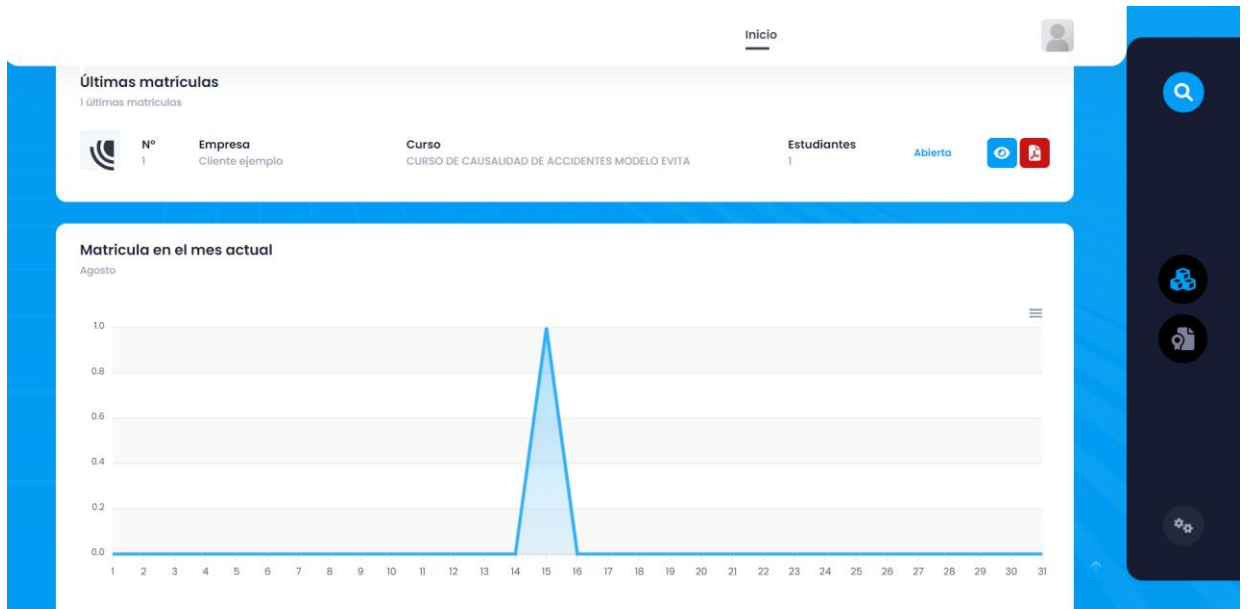 Inicio
Últimas matrículas
1 últimas matrículas
Nº Empresa Curso Estudiantes
1 Cliente ejemplo CURSO DE CAUSALIDAD DE ACCIDENTES MODELO EVITA 1 Abierta
Matricula en el mes actual
Agosto
1.0
0.8
0.6
0.4
0.2
0.0
1 2 3 4 5 6 7 8 9 10 11 12 13 14 15 16 17 18 19 20 21 22 23 24 25 26 27 28 29 30 31